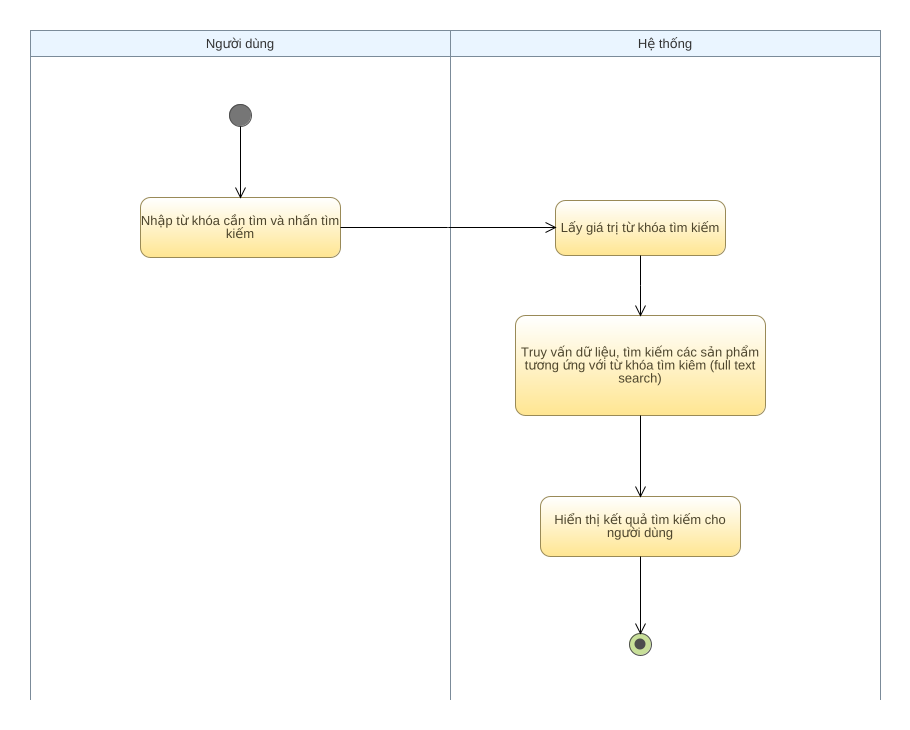 Người dùng
Hệ thống
Nhập từ khóa cần tìm và nhấn tìm
kiếm
Lấy giá trị từ khóa tìm kiếm
Truy vấn dữ liệu, tìm kiếm các sản phẩm
tương ứng với từ khóa tìm kiêm (full text
search)
Hiển thị kết quả tìm kiếm cho
người dùng